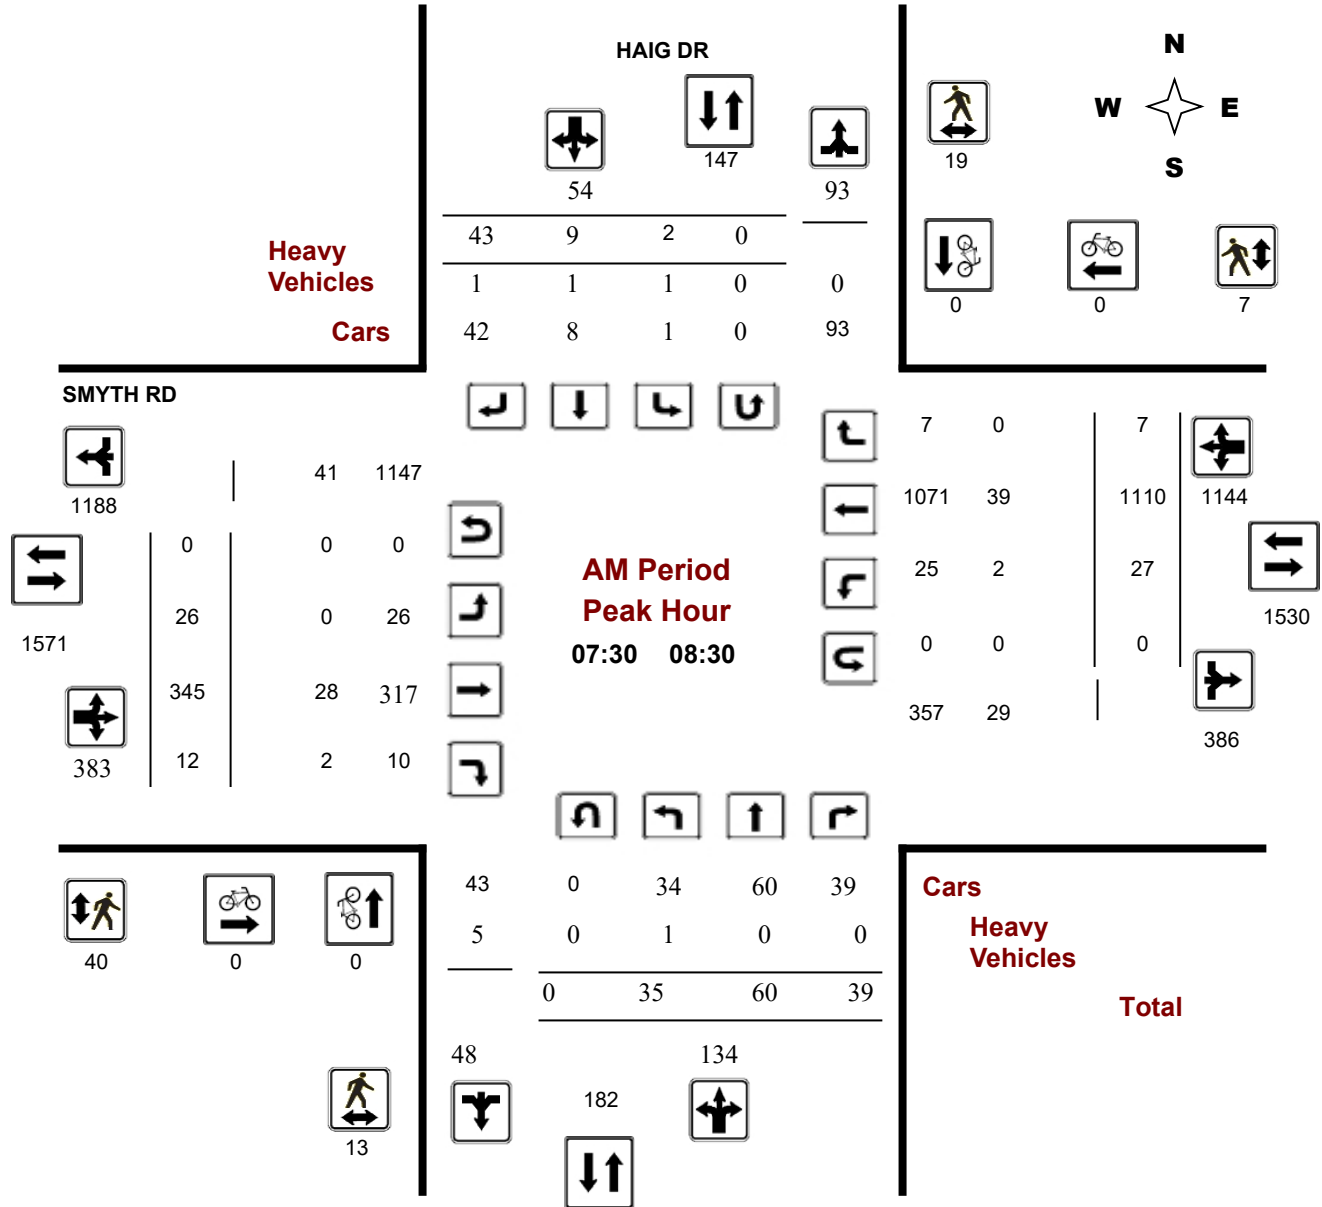 HAIG DR
N
W E
S
147
19
54 93
43 9 2 0
Heavy
Vehicles
1 1 1 0 0
0 0 7
Cars
42 8 1 0 93
SMYTH RD
7 0 7
41 1147
1188
1071 39 1110 1144
0 0 0
AM Period
25 2 27
Peak Hour
26 0 26
1530
1571
07:30 08:30
0 0 0
345 28 317
357 29
386
383 12 2 10
43 0 34 60 39
Cars
5 0 1 0 0
Heavy
Vehicles
40 0 0
0 35 60 39
Total
48 134
182
13